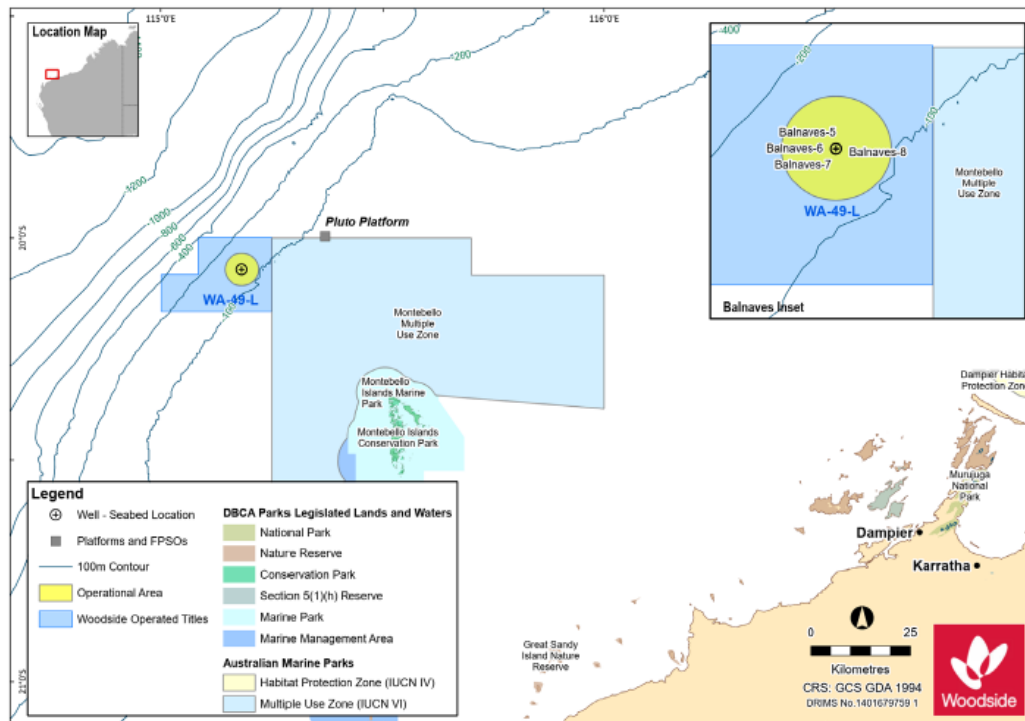 115°0'E
116°0'E
Location Map
-400
-200
-100
Balnaves-5
Balnaves-6
Balnaves-7
Balnaves-8
WA-49-L
Montebello
Multiple
Use Zone
Balnaves Inset
-200
-1200
-1200
-1000
-800
-600
-400
-100
20°0'S
Pluto Platform
WA-49-L
Montebello
Multiple
Use Zone
Montebello
Islands Marine
Park
Montebello Islands
Conservation Park
Dampier Habitat
Protection Zone
Murujuga
National
Park
Dampier
Karratha
Great Sandy
Island Nature
Reserve
21°0'S
Legend
Well - Seabed Location
Platforms and FPSOs
100m Contour
Operational Area
Woodside Operated Titles
DBCA Parks Legislated Lands and Waters
National Park
Nature Reserve
Conservation Park
Section 5(1)(h) Reserve
Marine Park
Marine Management Area
Australian Marine Parks
Habitat Protection Zone (IUCN IV)
Multiple Use Zone (IUCN VI)
0 25
Kilometres
CRS: GCS GDA 1994
DRIMS No.1401679759 1
Woodside